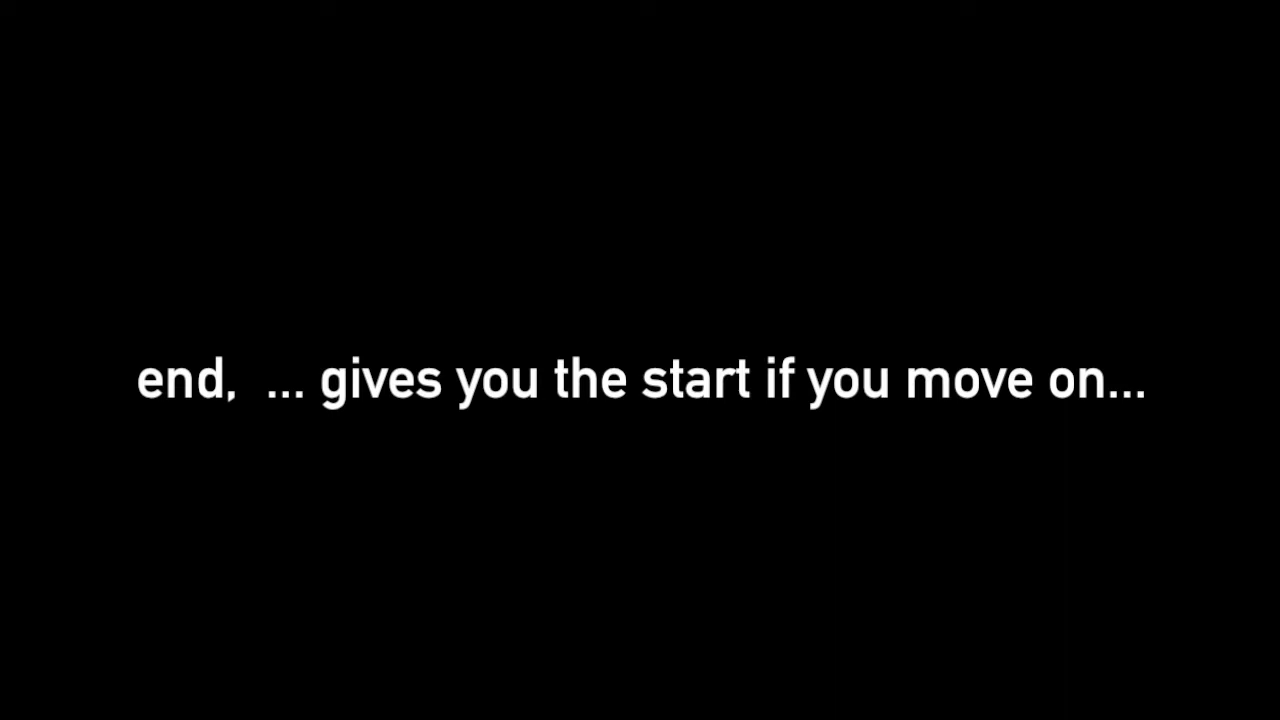 end,  ... gives you the start if you move on...